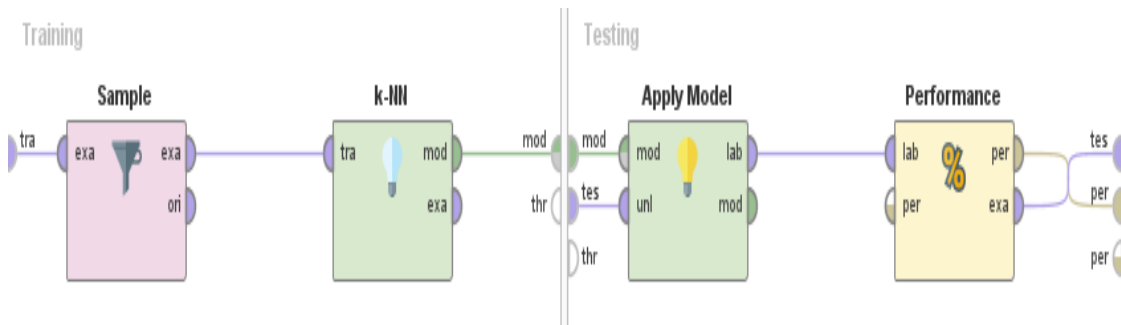 Training
Testing
Sample
k-NN
Apply Model
Performance
tra
exa
exa
ori
tra
mod
exa
mod
thr
mod
tes
thr
mod
unl
lab
mod
lab
per
per
exa
%
tes
per
per